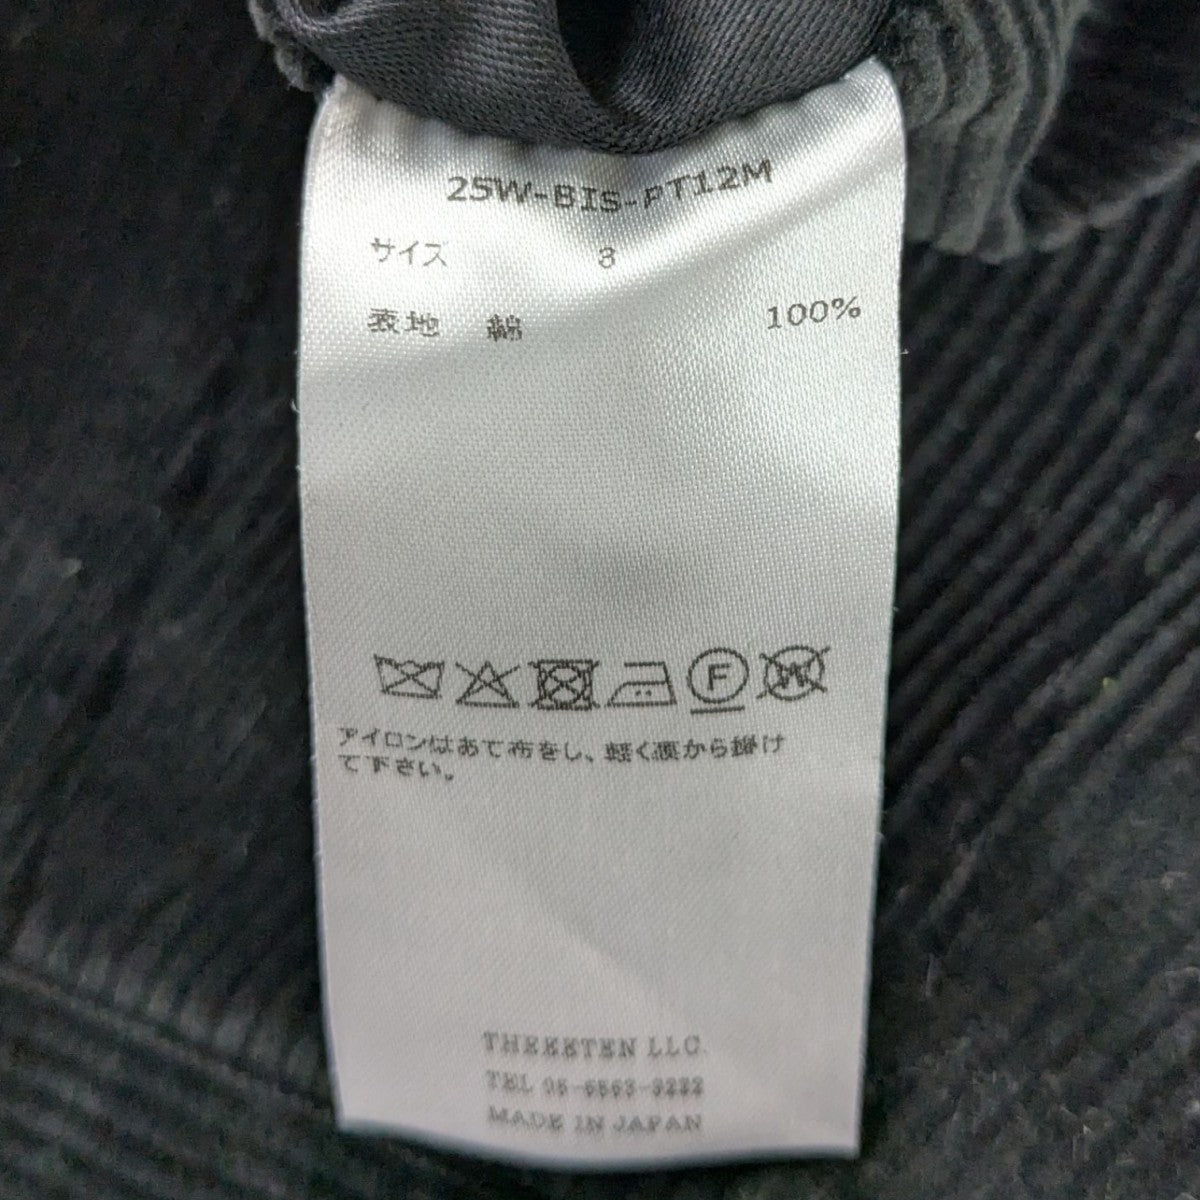 25W-BIS-PT12M
サイズ 3
表地 綿 100%
F W
アイロンはあて布をし、軽く裏から掛け
て下さい。
LLC.
TEL
MADE IN JAPAN